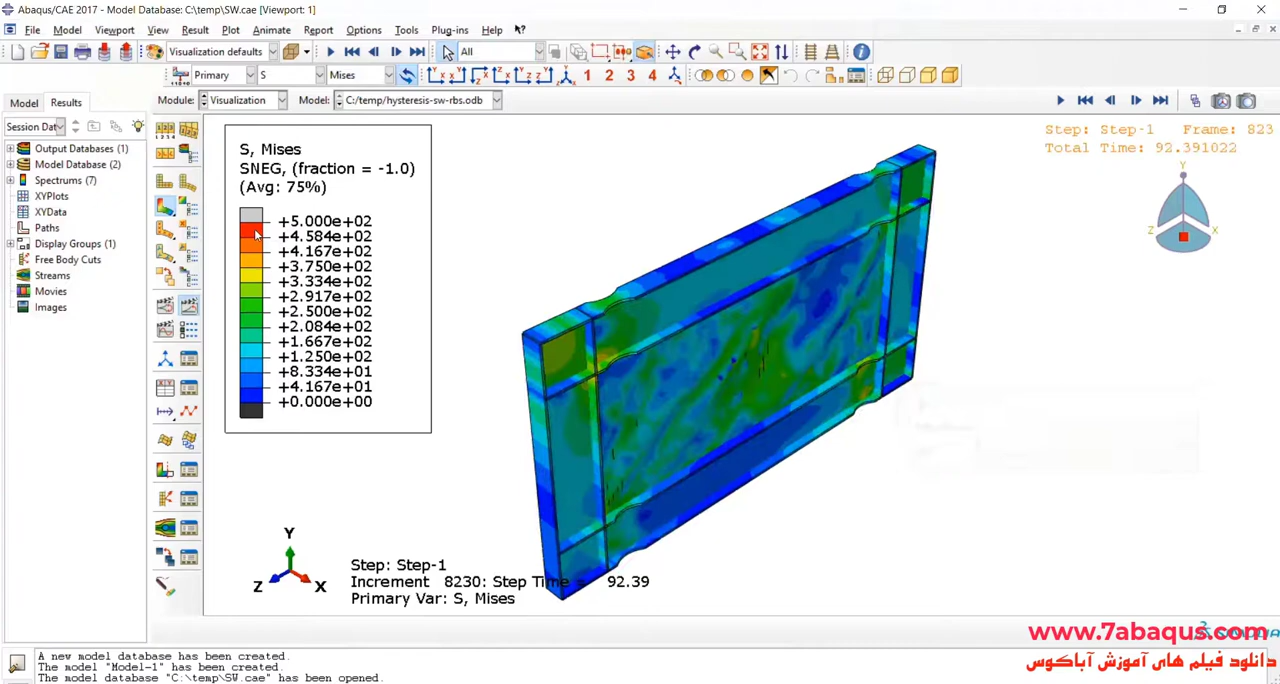 Abaqus/CAE 2017 - Model Database: C:\temp\SW.cae [Viewport: 1]
File Model Viewport View Result Plot Animate Report Options Tools Plug-ins Help
Visualization defaults All
Primary S Mises 1 2 3 4
Model Results Module: Visualization Model: C:/temp/hysteresis-sw-rbs.odb
Session Dat
Output Databases (1)
Model Database (2)
Spectrums (7)
XYPlots
XYData
Paths
Display Groups (1)
Free Body Cuts
Streams
Movies
Images
S, Mises
SNEG, (fraction = -1.0)
(Avg: 75%)
+5.000e+02
+4.584e+02
+4.167e+02
+3.750e+02
+3.334e+02
+2.917e+02
+2.500e+02
+2.084e+02
+1.667e+02
+1.250e+02
+8.334e+01
+4.167e+01
+0.000e+00
Step: Step-1 Frame: 823
Total Time: 92.391022
Y
Z X
Y
Z X
Step: Step-1
Increment 8230: Step Time = 92.39
Primary Var: S, Mises
www.7abaqus.com
دانلود فیلم های آموزش آباکوس
A new model database has been created.
The model "Model-1" has been created.
The model database "C:\temp\SW.cae" has been opened.